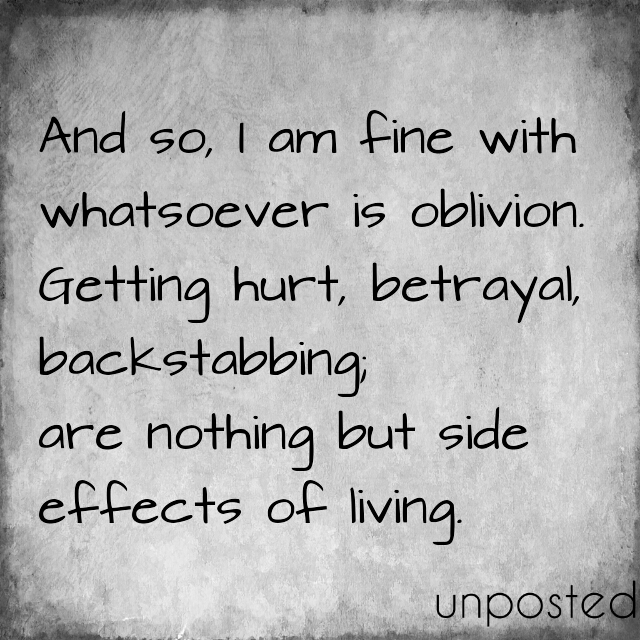 And so, I am fine with
whatsoever is oblivion.
Getting hurt, betrayal,
backstabbing;
are nothing but side
effects of living.
unposted